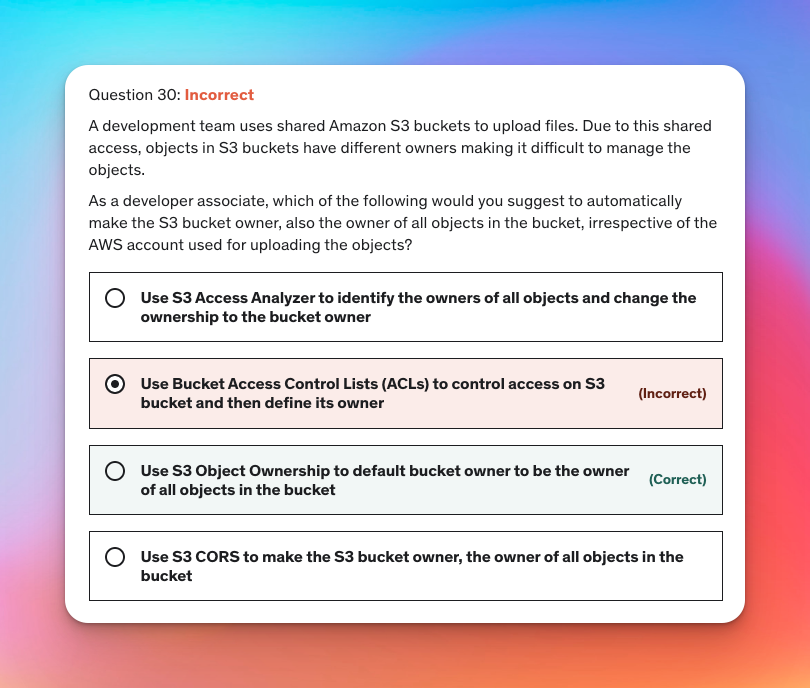 Question 30: Incorrect
A development team uses shared Amazon S3 buckets to upload files. Due to this shared
access, objects in S3 buckets have different owners making it difficult to manage the
objects.
As a developer associate, which of the following would you suggest to automatically
make the S3 bucket owner, also the owner of all objects in the bucket, irrespective of the
AWS account used for uploading the objects?
Use S3 Access Analyzer to identify the owners of all objects and change the
ownership to the bucket owner
Use Bucket Access Control Lists (ACLs) to control access on S3
bucket and then define its owner
(Incorrect)
Use S3 Object Ownership to default bucket owner to be the owner
of all objects in the bucket
(Correct)
Use S3 CORS to make the S3 bucket owner, the owner of all objects in the
bucket